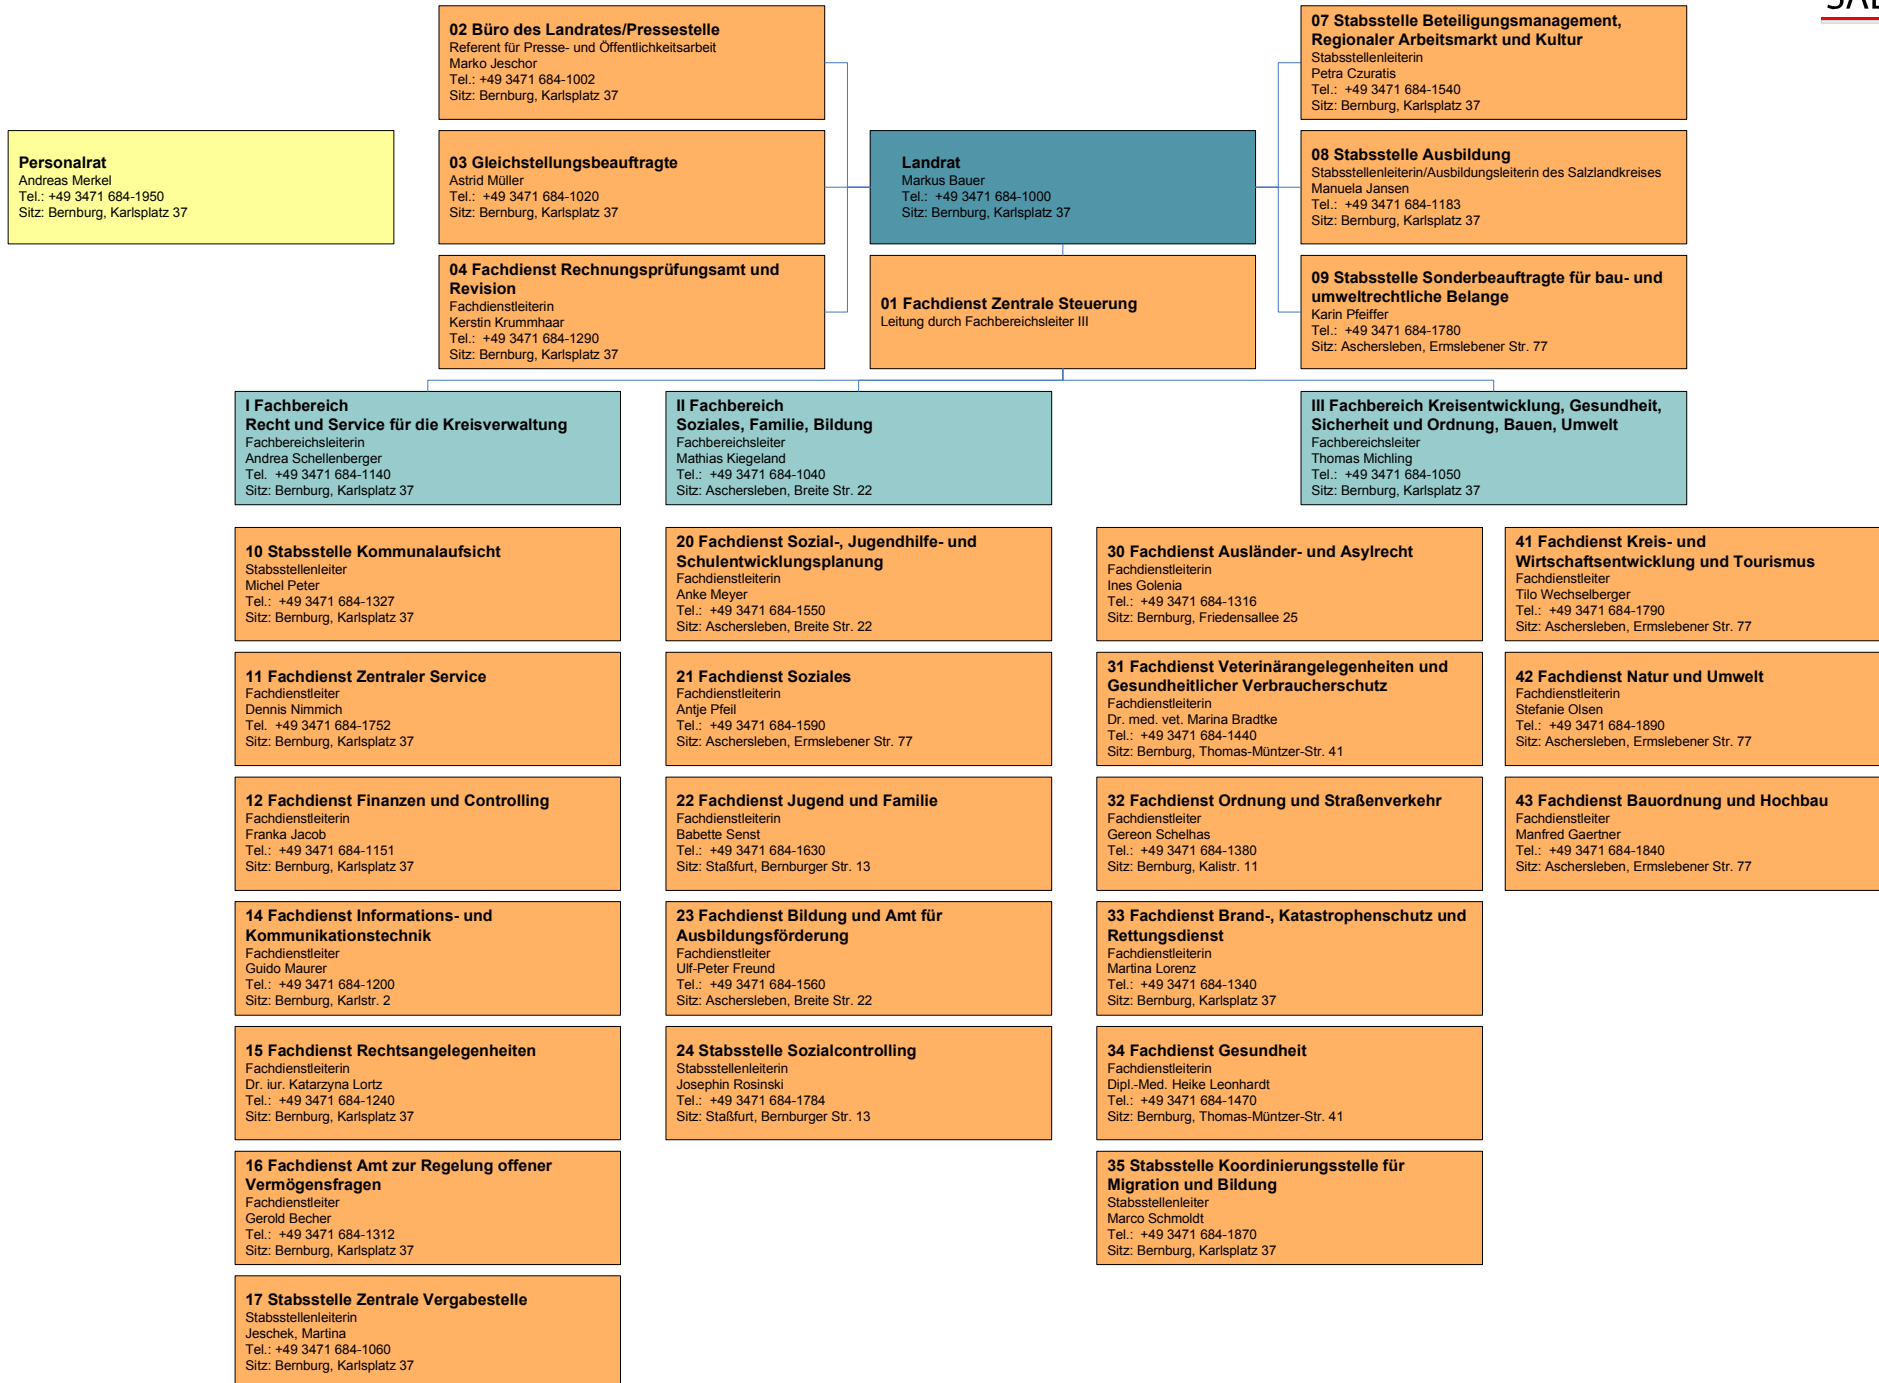 02 Büro des Landrates/Pressestelle
Referent für Presse- und Öffentlichkeitsarbeit
Marko Jeschor
Tel.: +49 3471 684-1002
Sitz: Bernburg, Karlsplatz 37
07 Stabsstelle Beteiligungsmanagement,
Regionaler Arbeitsmarkt und Kultur
Stabsstellenleiterin
Petra Czuratis
Tel.: +49 3471 684-1540
Sitz: Bernburg, Karlsplatz 37
Personalrat
Andreas Merkel
Tel.: +49 3471 684-1950
Sitz: Bernburg, Karlsplatz 37
03 Gleichstellungsbeauftragte
Astrid Müller
Tel.: +49 3471 684-1020
Sitz: Bernburg, Karlsplatz 37
Landrat
Markus Bauer
Tel.: +49 3471 684-1000
Sitz: Bernburg, Karlsplatz 37
08 Stabsstelle Ausbildung
Stabsstellenleiterin/Ausbildungsleiterin des Salzlandkreises
Manuela Jansen
Tel.: +49 3471 684-1183
Sitz: Bernburg, Karlsplatz 37
04 Fachdienst Rechnungsprüfungsamt und
Revision
Fachdienstleiterin
Kerstin Krummhaar
Tel.: +49 3471 684-1290
Sitz: Bernburg, Karlsplatz 37
01 Fachdienst Zentrale Steuerung
Leitung durch Fachbereichsleiter III
09 Stabsstelle Sonderbeauftragte für bau- und
umweltrechtliche Belange
Karin Pfeiffer
Tel.: +49 3471 684-1780
Sitz: Aschersleben, Ermslebener Str. 77
I Fachbereich
Recht und Service für die Kreisverwaltung
Fachbereichsleiterin
Andrea Schellenberger
Tel. +49 3471 684-1140
Sitz: Bernburg, Karlsplatz 37
II Fachbereich
Soziales, Familie, Bildung
Fachbereichsleiter
Mathias Kiegeland
Tel.: +49 3471 684-1040
Sitz: Aschersleben, Breite Str. 22
III Fachbereich Kreisentwicklung, Gesundheit,
Sicherheit und Ordnung, Bauen, Umwelt
Fachbereichsleiter
Thomas Michling
Tel.: +49 3471 684-1050
Sitz: Bernburg, Karlsplatz 37
10 Stabsstelle Kommunalaufsicht
Stabsstellenleiter
Michel Peter
Tel.: +49 3471 684-1327
Sitz: Bernburg, Karlsplatz 37
11 Fachdienst Zentraler Service
Fachdienstleiter
Dennis Nimmich
Tel. +49 3471 684-1752
Sitz: Bernburg, Karlsplatz 37
12 Fachdienst Finanzen und Controlling
Fachdienstleiterin
Franka Jacob
Tel.: +49 3471 684-1151
Sitz: Bernburg, Karlsplatz 37
14 Fachdienst Informations- und
Kommunikationstechnik
Fachdienstleiter
Guido Maurer
Tel.: +49 3471 684-1200
Sitz: Bernburg, Karlstr. 2
15 Fachdienst Rechtsangelegenheiten
Fachdienstleiterin
Dr. iur. Katarzyna Lortz
Tel.: +49 3471 684-1240
Sitz: Bernburg, Karlsplatz 37
16 Fachdienst Amt zur Regelung offener
Vermögensfragen
Fachdienstleiter
Gerold Becher
Tel.: +49 3471 684-1312
Sitz: Bernburg, Karlsplatz 37
17 Stabsstelle Zentrale Vergabestelle
Stabsstellenleiterin
Jeschek, Martina
Tel.: +49 3471 684-1060
Sitz: Bernburg, Karlsplatz 37
20 Fachdienst Sozial-, Jugendhilfe- und
Schulentwicklungsplanung
Fachdienstleiterin
Anke Meyer
Tel.: +49 3471 684-1550
Sitz: Aschersleben, Breite Str. 22
21 Fachdienst Soziales
Fachdienstleiterin
Antje Pfeil
Tel.: +49 3471 684-1590
Sitz: Aschersleben, Ermslebener Str. 77
22 Fachdienst Jugend und Familie
Fachdienstleiterin
Babette Senst
Tel.: +49 3471 684-1630
Sitz: Staßfurt, Bernburger Str. 13
23 Fachdienst Bildung und Amt für
Ausbildungsförderung
Fachdienstleiter
Ulf-Peter Freund
Tel.: +49 3471 684-1560
Sitz: Aschersleben, Breite Str. 22
24 Stabsstelle Sozialcontrolling
Stabsstellenleiterin
Josephin Rosinski
Tel.: +49 3471 684-1784
Sitz: Staßfurt, Bernburger Str. 13
30 Fachdienst Ausländer- und Asylrecht
Fachdienstleiterin
Ines Golenia
Tel.: +49 3471 684-1316
Sitz: Bernburg, Friedensallee 25
31 Fachdienst Veterinärangelegenheiten und
Gesundheitlicher Verbraucherschutz
Fachdienstleiterin
Dr. med. vet. Marina Bradtke
Tel.: +49 3471 684-1440
Sitz: Bernburg, Thomas-Müntzer-Str. 41
32 Fachdienst Ordnung und Straßenverkehr
Fachdienstleiter
Gereon Schelhas
Tel.: +49 3471 684-1380
Sitz: Bernburg, Kalistr. 11
33 Fachdienst Brand-, Katastrophenschutz und
Rettungsdienst
Fachdienstleiterin
Martina Lorenz
Tel.: +49 3471 684-1340
Sitz: Bernburg, Karlsplatz 37
34 Fachdienst Gesundheit
Fachdienstleiterin
Dipl.-Med. Heike Leonhardt
Tel.: +49 3471 684-1470
Sitz: Bernburg, Thomas-Müntzer-Str. 41
35 Stabsstelle Koordinierungsstelle für
Migration und Bildung
Stabsstellenleiter
Marco Schmoldt
Tel.: +49 3471 684-1870
Sitz: Bernburg, Karlsplatz 37
41 Fachdienst Kreis- und
Wirtschaftsentwicklung und Tourismus
Fachdienstleiter
Tilo Wechselberger
Tel.: +49 3471 684-1790
Sitz: Aschersleben, Ermslebener Str. 77
42 Fachdienst Natur und Umwelt
Fachdienstleiterin
Stefanie Olsen
Tel.: +49 3471 684-1890
Sitz: Aschersleben, Ermslebener Str. 77
43 Fachdienst Bauordnung und Hochbau
Fachdienstleiter
Manfred Gaertner
Tel.: +49 3471 684-1840
Sitz: Aschersleben, Ermslebener Str. 77